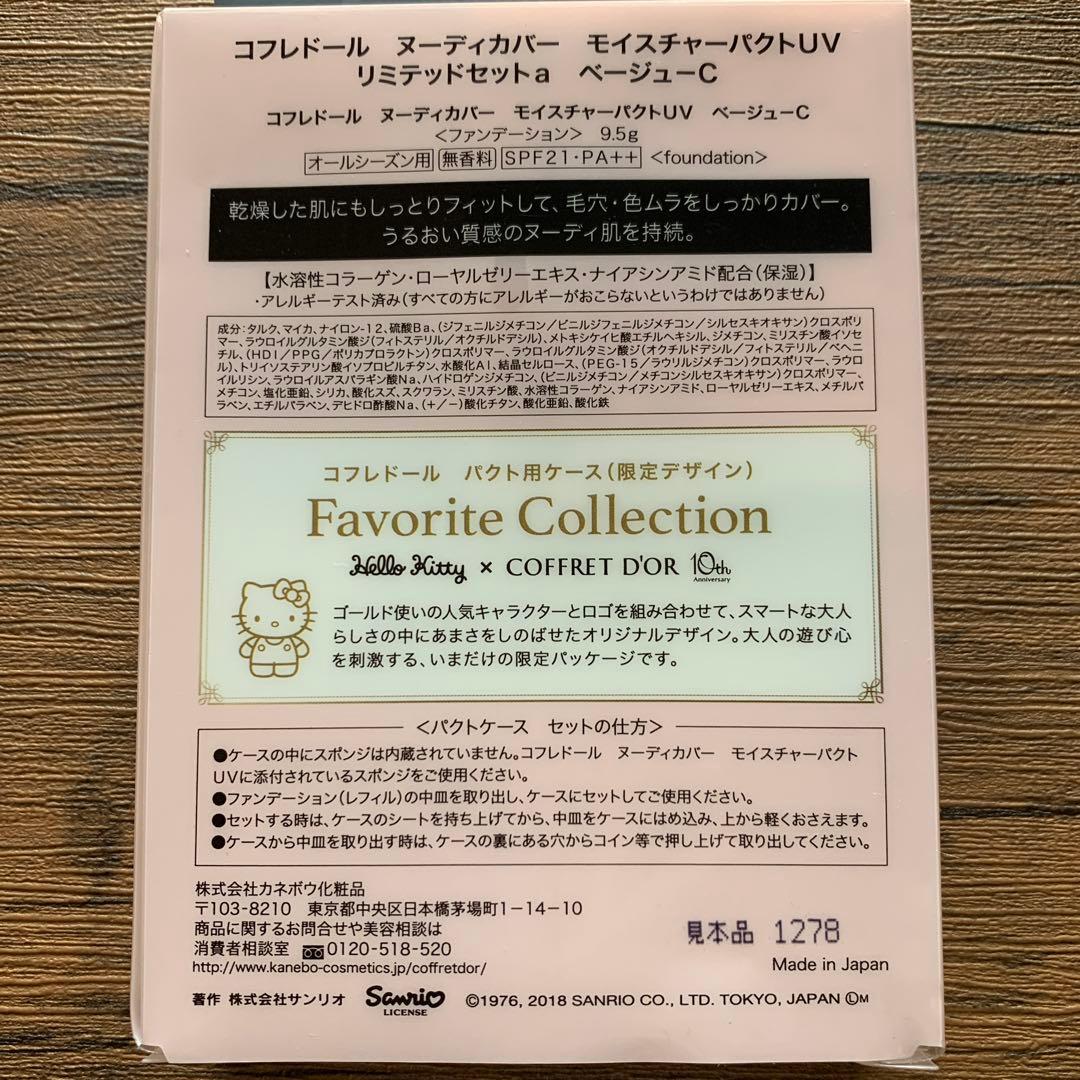 コフレドール　ヌーディカバー　モイスチャーパクトUV
リミテッドセットa　ベージューC
コフレドール　ヌーディカバー　モイスチャーパクトUV　ベージューC
＜ファンデーション＞　9.5g
オールシーズン用 無香料 SPF21・PA++ ＜foundation＞
乾燥した肌にもしっとりフィットして、毛穴・色ムラをしっかりカバー。
うるおい質感のヌーディ肌を持続。
【水溶性コラーゲン・ローヤルゼリーエキス・ナイアシンアミド配合（保湿）】
・アレルギーテスト済み（すべての方にアレルギーがおこらないというわけではありません）
成分：タルク、マイカ、ナイロン-12、硫酸Ba、（ジフェニルジメチコン／ビニルジフェニルジメチコン／シルセスキオキサン）クロスポリ
マー、ラウロイルグルタミン酸ジ（フィトステリル／オクチルドデシル）、メトキシケイヒ酸エチルヘキシル、ジメチコン、ミリスチン酸イソセ
チル、（HDI／PPG／ポリカプロラクトン）クロスポリマー、ラウロイルグルタミン酸ジ（オクチルドデシル／フィトステリル／ベヘニ
ル）、トリイソステアリン酸イソプロピルチタン、水酸化Al、結晶セルロース、（PEG-15／ラウリルジメチコン）クロスポリマー、ラウロ
イルリシン、ラウロイルアスパラギン酸Na、ハイドロゲンジメチコン、（ビニルジメチコン／メチコンシルセスキオキサン）クロスポリマー、
メチコン、塩化亜鉛、シリカ、酸化スズ、スクワラン、ミリスチン酸、水溶性コラーゲン、ナイアシンアミド、ローヤルゼリーエキス、メチルパ
ラベン、エチルパラベン、デヒドロ酢酸Na、（+／−）酸化チタン、酸化亜鉛、酸化鉄
コフレドール　パクト用ケース（限定デザイン）
Favorite Collection
Hello Kitty × COFFRET D'OR 10th Anniversary
ゴールド使いの人気キャラクターとロゴを組み合わせて、スマートな大人
らしさの中にあまさをしのばせたオリジナルデザイン。大人の遊び心
を刺激する、いまだけの限定パッケージです。
＜パクトケース　セットの仕方＞
●ケースの中にスポンジは内蔵されていません。コフレドール　ヌーディカバー　モイスチャーパクト
UVに添付されているスポンジをご使用ください。
●ファンデーション（レフィル）の中皿を取り出し、ケースにセットしてご使用ください。
●セットする時は、ケースのシートを持ち上げてから、中皿をケースにはめ込み、上から軽くおさえます。
●ケースから中皿を取り出す時は、ケースの裏にある穴からコイン等で押し上げて取り出してください。
株式会社カネボウ化粧品
〒103-8210　東京都中央区日本橋茅場町1−14−10
商品に関するお問合せや美容相談は
消費者相談室 0120-518-520
http://www.kanebo-cosmetics.jp/coffretdor/
見本品 1278
Made in Japan
著作 株式会社サンリオ Sanrio LICENSE ©1976, 2018 SANRIO CO., LTD. TOKYO, JAPAN ⓁM